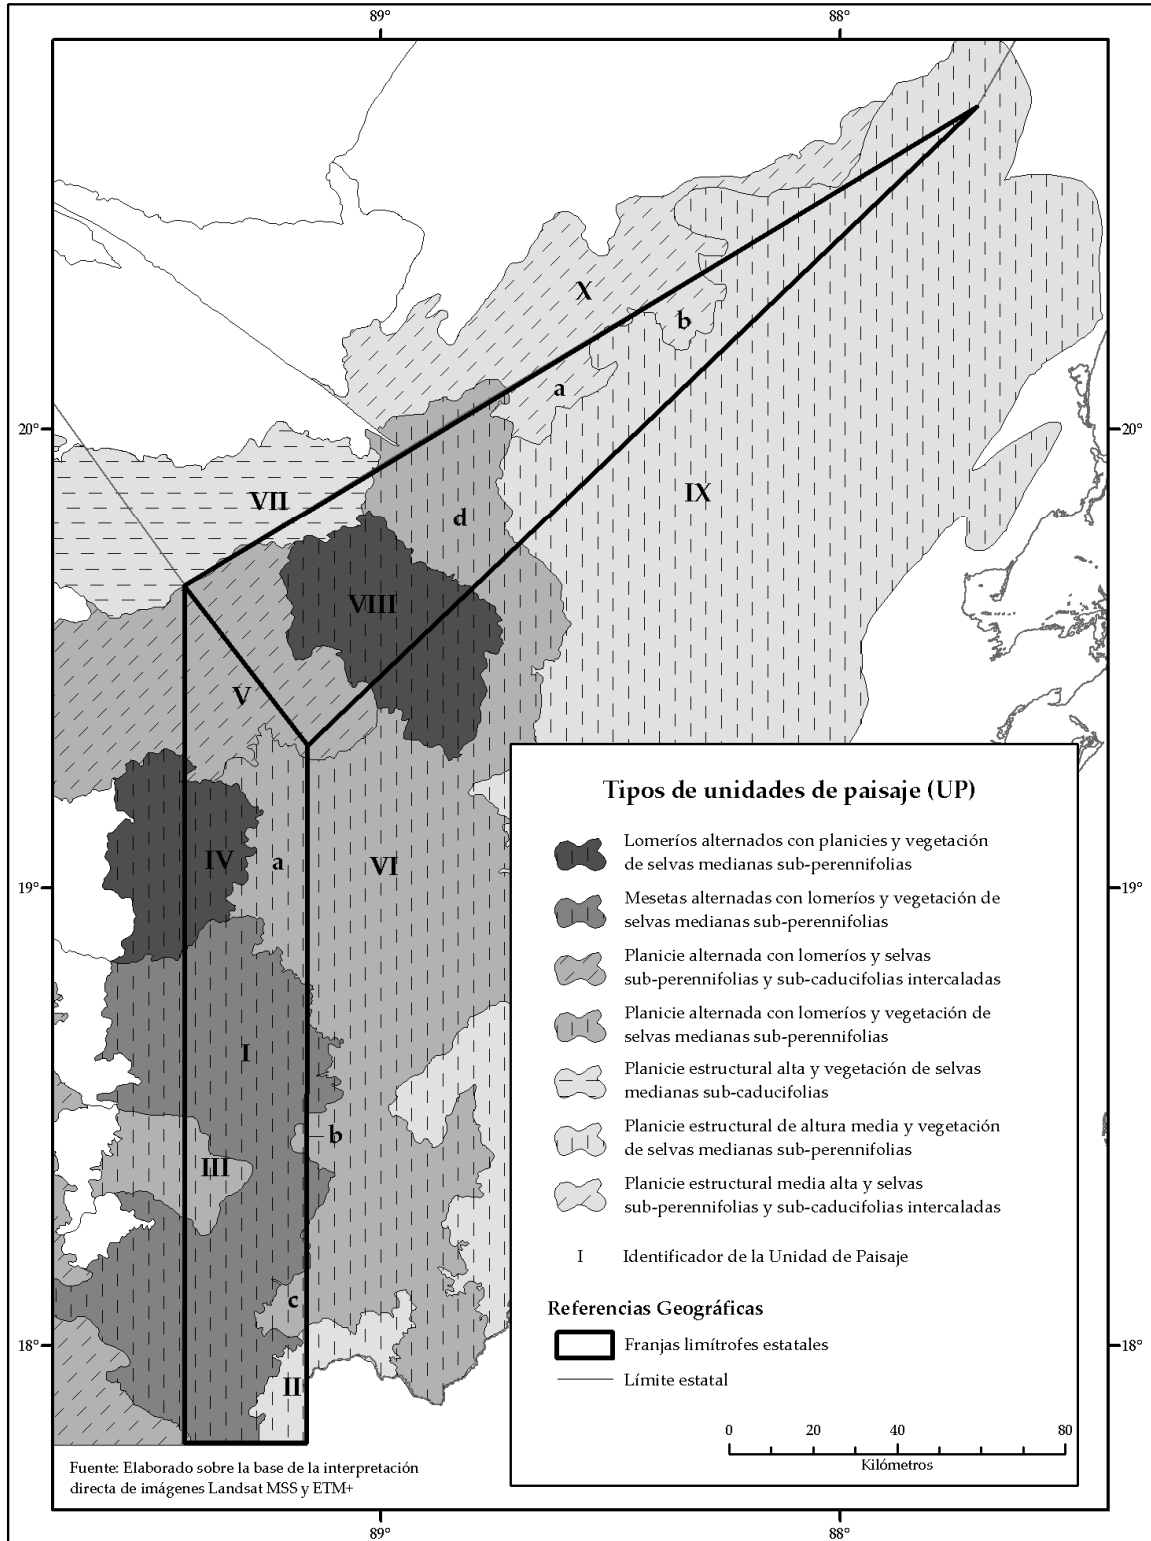 89°
88°
X
b
a
20°
20°
VII
IX
d
VIII
V
IV
a
VI
19°
19°
I
b
III
c
18°
18°
II
Tipos de unidades de paisaje (UP)
Lomeríos alternados con planicies y vegetación
de selvas medianas sub-perennifolias
Mesetas alternadas con lomeríos y vegetación de
selvas medianas sub-perennifolias
Planicie alternada con lomeríos y selvas
sub-perennifolias y sub-caducifolias intercaladas
Planicie alternada con lomeríos y vegetación de
selvas medianas sub-perennifolias
Planicie estructural alta y vegetación de selvas
medianas sub-caducifolias
Planicie estructural de altura media y vegetación
de selvas medianas sub-perennifolias
Planicie estructural media alta y selvas
sub-perennifolias y sub-caducifolias intercaladas
I Identificador de la Unidad de Paisaje
Referencias Geográficas
Franjas limítrofes estatales
Límite estatal
0 20 40 80
Kilómetros
Fuente: Elaborado sobre la base de la interpretación
directa de imágenes Landsat MSS y ETM+
89°
88°